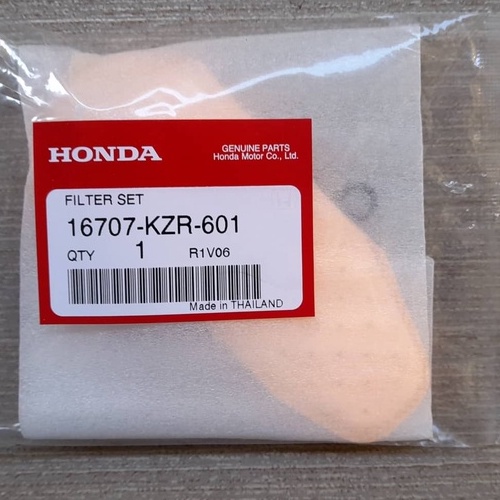 HONDA
GENUINE PARTS
Honda Motor Co., Ltd.
FILTER SET
16707-KZR-601
QTY 1 R1V06
Made in THAILAND